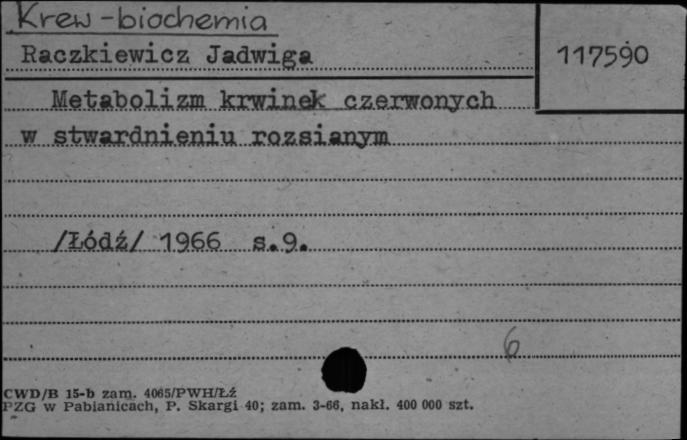 Krew-biochemia
Raczkiewicz Jadwiga
117590
Metabolizm krwinek czerwonych
w stwardnieniu rozsianym
/Łódź/ 1966 s.9.
6
CWD/B 15-b zam. 4065/PWH/Łź
PZG w Pabianicach, P. Skargi 40; zam. 3-66, nakł. 400 000 szt.